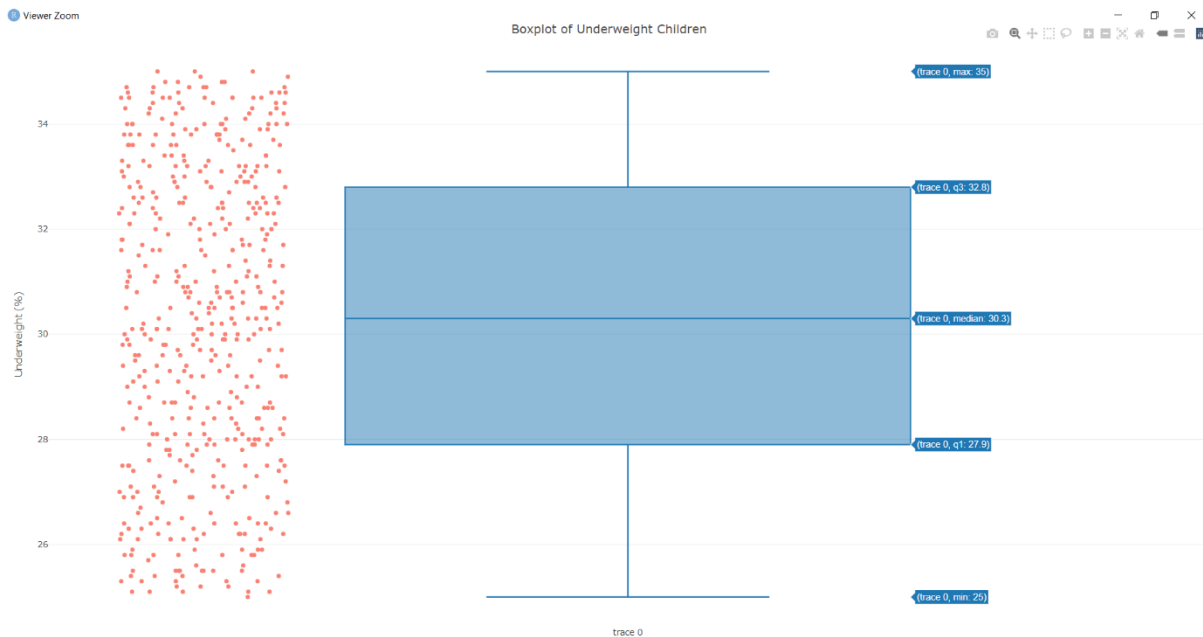 Viewer Zoom
Boxplot of Underweight Children
(trace 0, max: 35)
34
(trace 0, q3: 32.8)
32
Underweight (%)
(trace 0, median: 30.3)
30
28
(trace 0, q1: 27.9)
26
(trace 0, min: 25)
trace 0